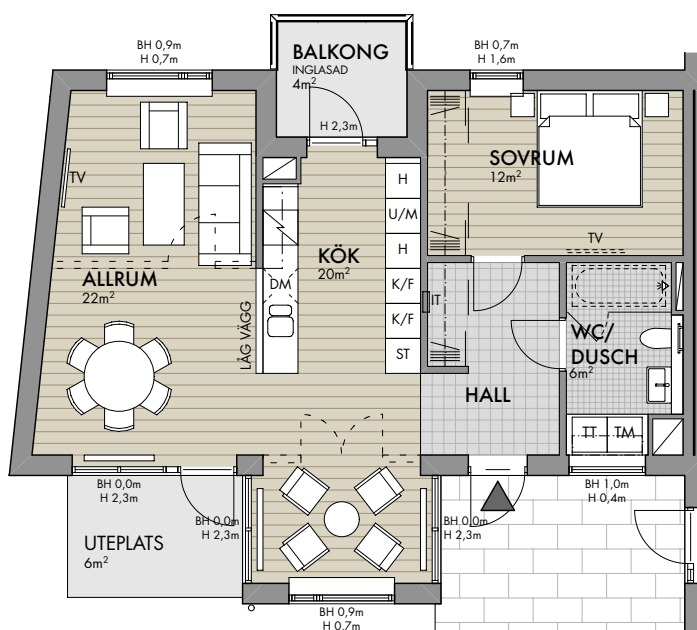 BH 0,9m
H 0,7m
BALKONG
INGLASAD
4m²
H 2,3m
BH 0,7m
H 1,6m
TV
SOVRUM
12m²
TV
H
U/M
H
K/F
K/F
ST
KÖK
20m²
DM
LÅG VÄGG
ALLRUM
22m²
IT
WC/
DUSCH
6m²
HALL
TT
TM
BH 0,0m
H 2,3m
BH 0,0m
H 2,3m
BH 0,0m
H 2,3m
BH 1,0m
H 0,4m
UTEPLATS
6m²
BH 0,9m
H 0,7m